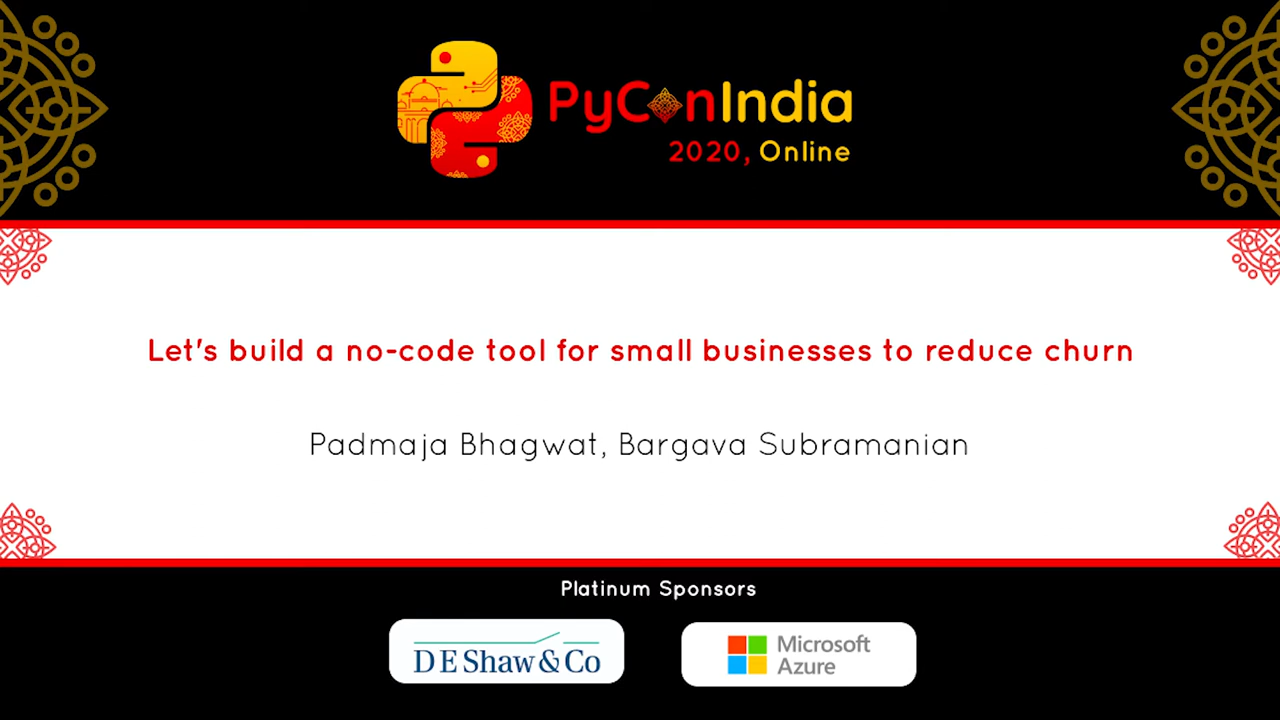 PyConIndia
2020, Online
Let's build a no-code tool for small businesses to reduce churn
Padmaja Bhagwat, Bargava Subramanian
Platinum Sponsors
D E Shaw & Co
Microsoft
Azure